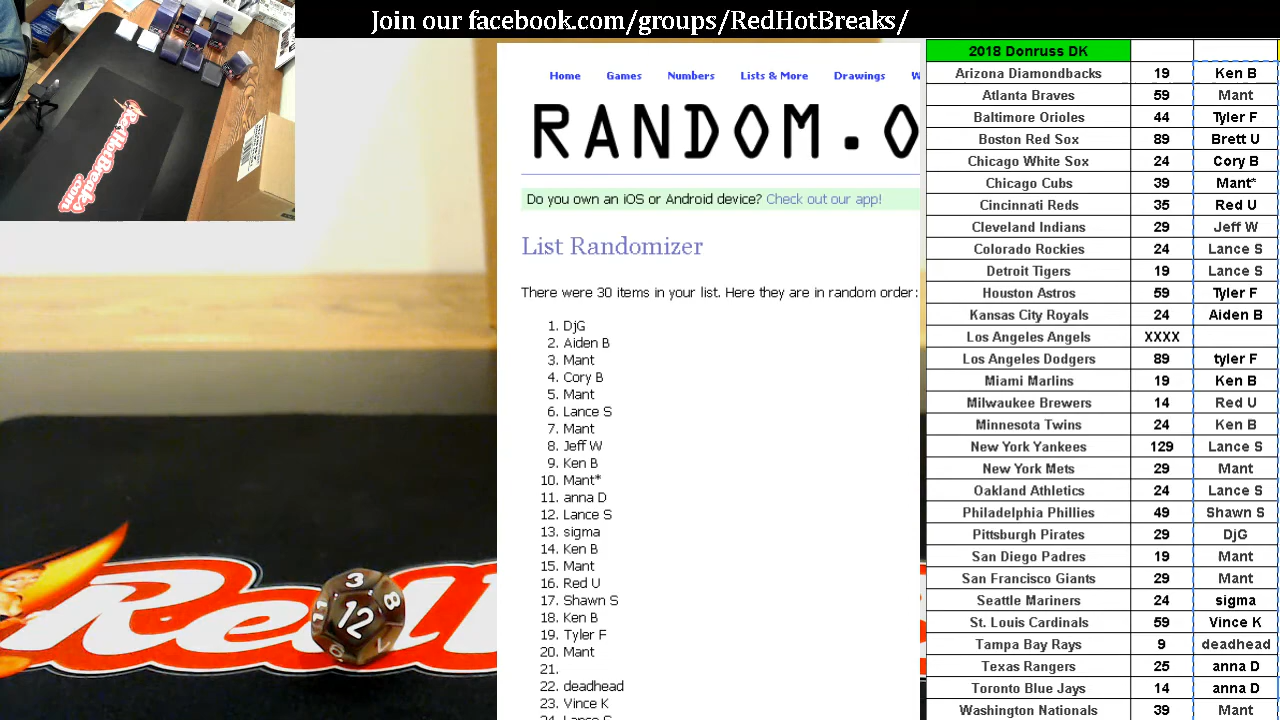 Join our facebook.com/groups/RedHotBreaks/
RedHotBreaks
.com
Home Games Numbers Lists & More Drawings W
RANDOM.O
Do you own an iOS or Android device? Check out our app!
List Randomizer
There were 30 items in your list. Here they are in random order:
1. DjG
2. Aiden B
3. Mant
4. Cory B
5. Mant
6. Lance S
7. Mant
8. Jeff W
9. Ken B
10. Mant*
11. anna D
12. Lance S
13. sigma
14. Ken B
15. Mant
16. Red U
17. Shawn S
18. Ken B
19. Tyler F
20. Mant
21.
22. deadhead
23. Vince K
24. Lance S
2018 Donruss DK
Arizona Diamondbacks 19 Ken B
Atlanta Braves 59 Mant
Baltimore Orioles 44 Tyler F
Boston Red Sox 89 Brett U
Chicago White Sox 24 Cory B
Chicago Cubs 39 Mant*
Cincinnati Reds 35 Red U
Cleveland Indians 29 Jeff W
Colorado Rockies 24 Lance S
Detroit Tigers 19 Lance S
Houston Astros 59 Tyler F
Kansas City Royals 24 Aiden B
Los Angeles Angels XXXX
Los Angeles Dodgers 89 tyler F
Miami Marlins 19 Ken B
Milwaukee Brewers 14 Red U
Minnesota Twins 24 Ken B
New York Yankees 129 Lance S
New York Mets 29 Mant
Oakland Athletics 24 Lance S
Philadelphia Phillies 49 Shawn S
Pittsburgh Pirates 29 DjG
San Diego Padres 19 Mant
San Francisco Giants 29 Mant
Seattle Mariners 24 sigma
St. Louis Cardinals 59 Vince K
Tampa Bay Rays 9 deadhead
Texas Rangers 25 anna D
Toronto Blue Jays 14 anna D
Washington Nationals 39 Mant
3
8
12
11
7
Red